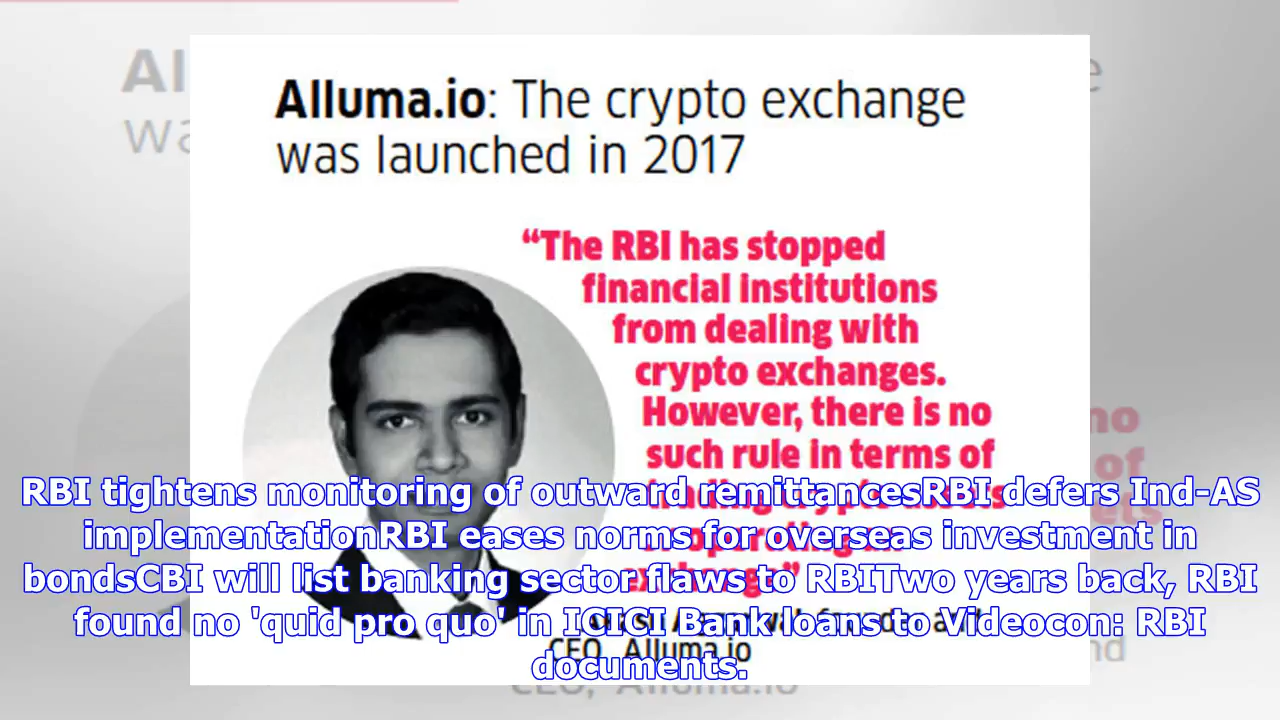 Alluma.io: The crypto exchange
was launched in 2017
“The RBI has stopped
financial institutions
from dealing with
crypto exchanges.
However, there is no
such rule in terms of
RBI tightens monitoring of outward remittancesRBI defers Ind-AS
implementationRBI eases norms for overseas investment in
bondsCBI will list banking sector flaws to RBITwo years back, RBI
found no 'quid pro quo' in ICICI Bank loans to Videocon: RBI
documents.
CEO, Alluma.io